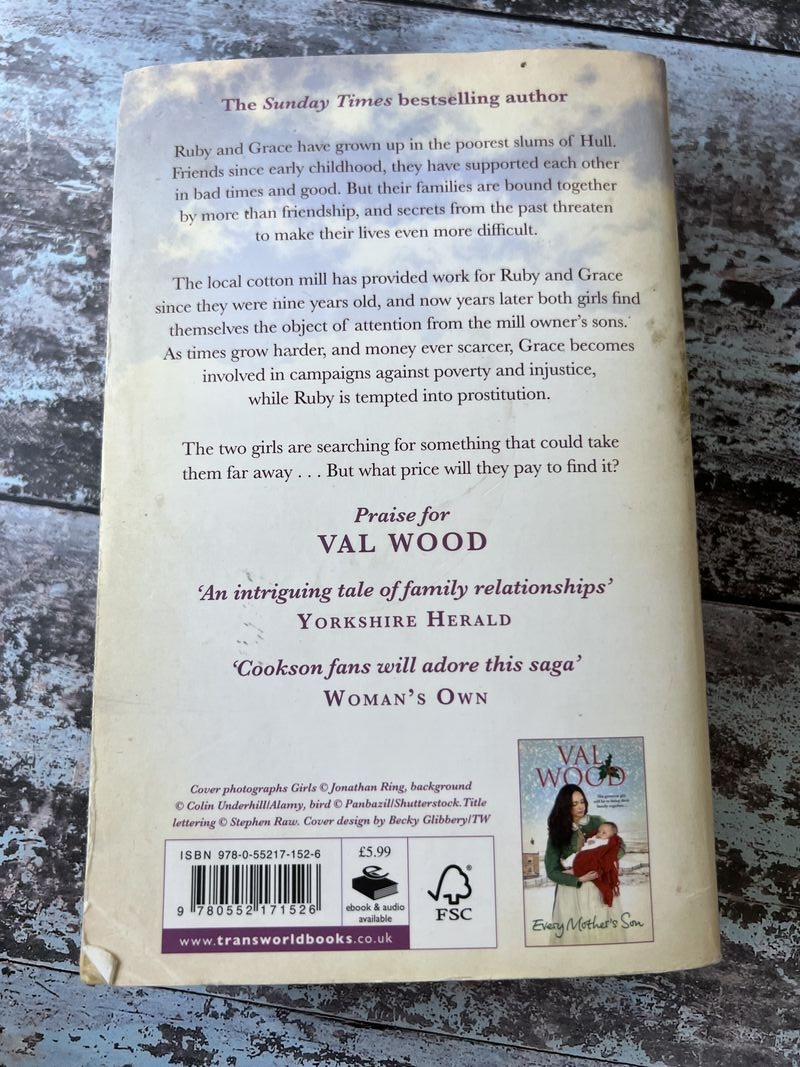 The Sunday Times bestselling author
Ruby and Grace have grown up in the poorest slums of Hull.
Friends since early childhood, they have supported each other
in bad times and good. But their families are bound together
by more than friendship, and secrets from the past threaten
to make their lives even more difficult.
The local cotton mill has provided work for Ruby and Grace
since they were nine years old, and now years later both girls find
themselves the object of attention from the mill owner's sons.
As times grow harder, and money ever scarcer, Grace becomes
involved in campaigns against poverty and injustice,
while Ruby is tempted into prostitution.
The two girls are searching for something that could take
them far away . . . But what price will they pay to find it?
Praise for
VAL WOOD
‘An intriguing tale of family relationships’
YORKSHIRE HERALD
‘Cookson fans will adore this saga’
WOMAN’S OWN
Cover photographs Girls © Jonathan Ring, background
© Colin Underhill/Alamy, bird © Panbazil/Shutterstock. Title
lettering © Stephen Raw. Cover design by Becky Glibbery/TW
ISBN 978-0-55217-152-6
9 780552 171526
£5.99
ebook & audio
available
FSC
®
www.transworldbooks.co.uk
VAL
WOOD
Every Mother's Son